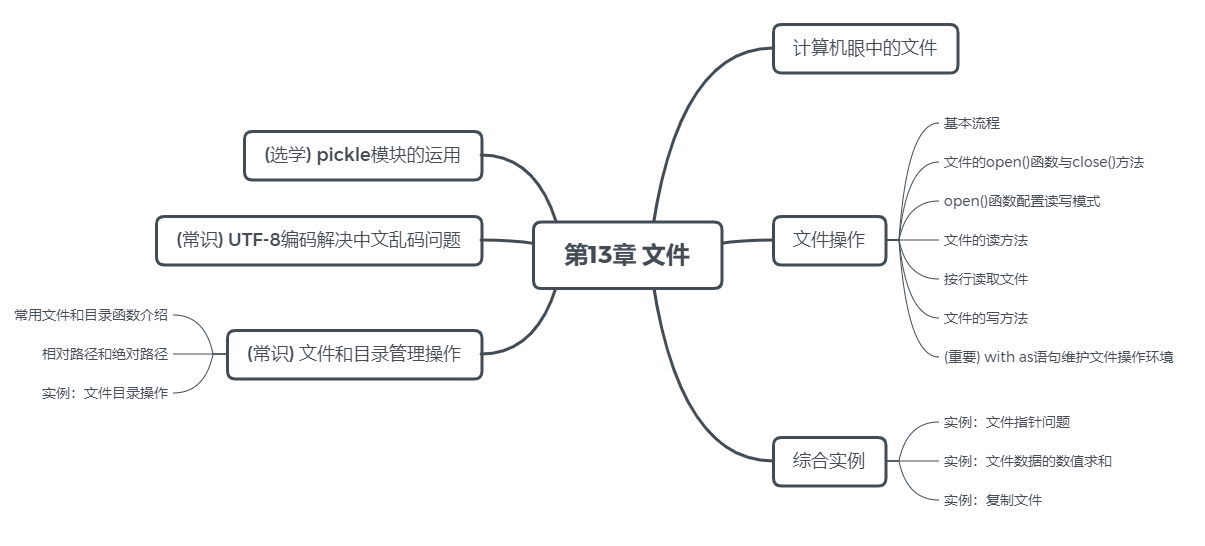 第13章 文件
计算机眼中的文件
文件操作
基本流程
文件的open()函数与close()方法
open()函数配置读写模式
文件的读方法
按行读取文件
文件的写方法
(重要) with as语句维护文件操作环境
综合实例
实例：文件指针问题
实例：文件数据的数值求和
实例：复制文件
(选学) pickle模块的运用
(常识) UTF-8编码解决中文乱码问题
(常识) 文件和目录管理操作
常用文件和目录函数介绍
相对路径和绝对路径
实例：文件目录操作